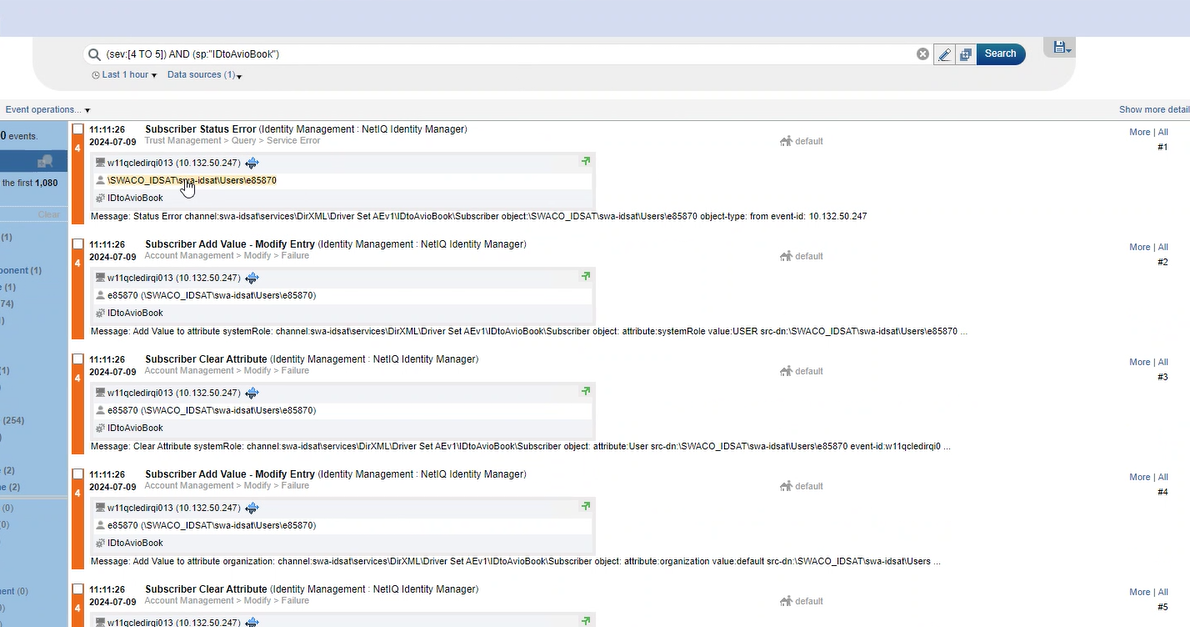 (sev:[4 TO 5]) AND (sp:"IDtoAvioBook")
Search
Last 1 hour
Data sources (1)
Event operations...
Show more detail
0 events.
the first 1,080
Clear
(1)
ponent (1)
e (1)
74)
(1)
(254)
(2)
e (2)
(0)
(0)
ent (0)
4
11:11:26
2024-07-09
Subscriber Status Error (Identity Management : NetIQ Identity Manager)
Trust Management > Query > Service Error
default
More | All
#1
w11qcledirqi013 (10.132.50.247)
\SWACO_IDSAT\swa-idsat\Users\e85870
IDtoAvioBook
Message: Status Error channel:swa-idsat\services\DirXML\Driver Set AEv1\IDtoAvioBook\Subscriber object:\SWACO_IDSAT\swa-idsat\Users\e85870 object-type: from event-id: 10.132.50.247
4
11:11:26
2024-07-09
Subscriber Add Value - Modify Entry (Identity Management : NetIQ Identity Manager)
Account Management > Modify > Failure
default
More | All
#2
w11qcledirqi013 (10.132.50.247)
e85870 (\SWACO_IDSAT\swa-idsat\Users\e85870)
IDtoAvioBook
Message: Add Value to attribute systemRole: channel:swa-idsat\services\DirXML\Driver Set AEv1\IDtoAvioBook\Subscriber object: attribute:systemRole value:USER src-dn:\SWACO_IDSAT\swa-idsat\Users\e85870 ...
4
11:11:26
2024-07-09
Subscriber Clear Attribute (Identity Management : NetIQ Identity Manager)
Account Management > Modify > Failure
default
More | All
#3
w11qcledirqi013 (10.132.50.247)
e85870 (\SWACO_IDSAT\swa-idsat\Users\e85870)
IDtoAvioBook
Message: Clear Attribute systemRole: channel:swa-idsat\services\DirXML\Driver Set AEv1\IDtoAvioBook\Subscriber object: attribute:User src-dn:\SWACO_IDSAT\swa-idsat\Users\e85870 event-id:w11qcledirqi0 ...
4
11:11:26
2024-07-09
Subscriber Add Value - Modify Entry (Identity Management : NetIQ Identity Manager)
Account Management > Modify > Failure
default
More | All
#4
w11qcledirqi013 (10.132.50.247)
e85870 (\SWACO_IDSAT\swa-idsat\Users\e85870)
IDtoAvioBook
Message: Add Value to attribute organization: channel:swa-idsat\services\DirXML\Driver Set AEv1\IDtoAvioBook\Subscriber object: attribute:organization value:default src-dn:\SWACO_IDSAT\swa-idsat\Users ...
4
11:11:26
2024-07-09
Subscriber Clear Attribute (Identity Management : NetIQ Identity Manager)
Account Management > Modify > Failure
default
More | All
#5
w11qcledirqi013 (10.132.50.247)